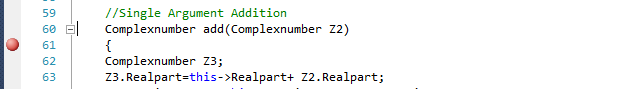 59 //Single Argument Addition
60 Complexnumber add(Complexnumber Z2)
61 {
62 Complexnumber Z3;
63 Z3.Realpart=this->Realpart+ Z2.Realpart;